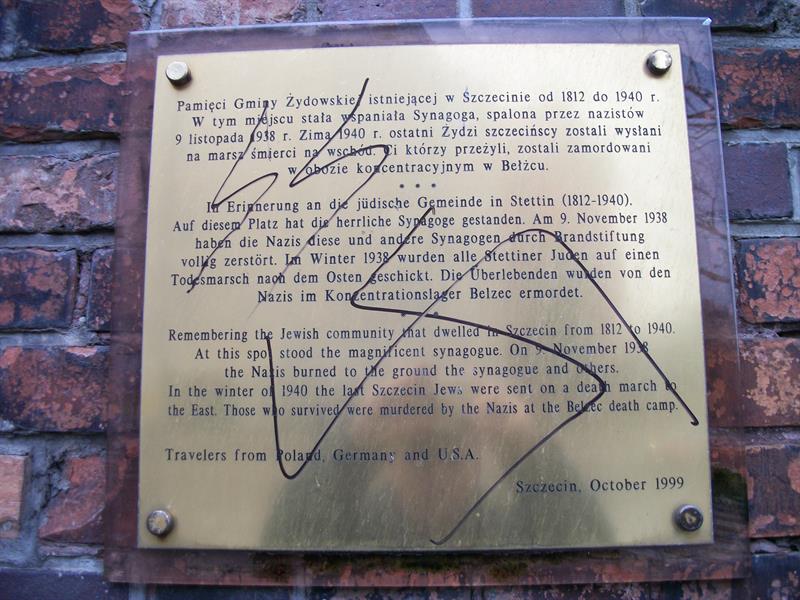 Pamięci Gminy Żydowskiej istniejącej w Szczecinie od 1812 do 1940 r.
W tym miejscu stała wspaniała Synagoga, spalona przez nazistów
9 listopada 1938 r. Zimą 1940 r. ostatni Żydzi szczecińscy zostali wysłani
na marsz śmierci na wschód. Ci którzy przeżyli, zostali zamordowani
w obozie koncentracyjnym w Bełżcu.
* * *
In Erinnerung an die jüdische Gemeinde in Stettin (1812-1940).
Auf diesem Platz hat die herrliche Synagoge gestanden. Am 9. November 1938
haben die Nazis diese und andere Synagogen durch Brandstiftung
vollig zerstört. Im Winter 1938 wurden alle Stettiner Juden auf einen
Todesmarsch nach dem Osten geschickt. Die Überlebenden wurden von den
Nazis im Konzentrationslager Belzec ermordet.
* * *
Remembering the Jewish community that dwelled in Szczecin from 1812 to 1940.
At this spot stood the magnificent synagogue. On 9. November 1938
the Nazis burned to the ground the synagogue and others.
In the winter of 1940 the last Szczecin Jews were sent on a death march to
the East. Those who survived were murdered by the Nazis at the Belzec death camp.
Travelers from Poland, Germany and U.S.A.
Szczecin, October 1999